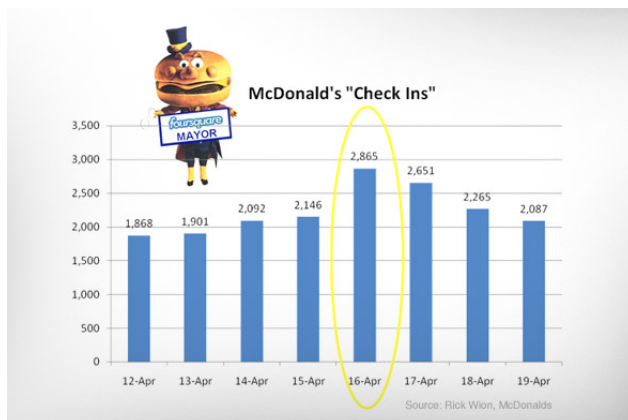 McDonald's "Check Ins"
foursquare
MAYOR
3,500
3,000
2,500
2,000
1,500
1,000
500
0
1,868
1,901
2,092
2,146
2,865
2,651
2,265
2,087
12-Apr
13-Apr
14-Apr
15-Apr
16-Apr
17-Apr
18-Apr
19-Apr
Source: Rick Wion, McDonalds